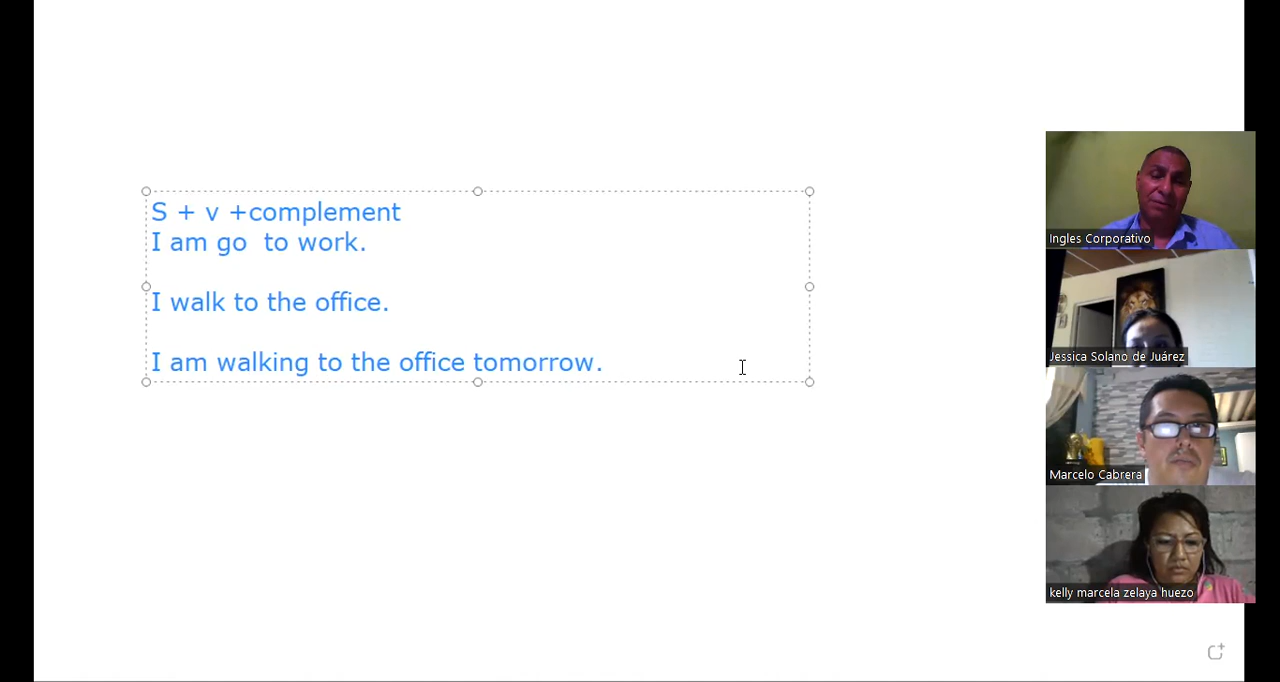 S + v +complement
I am go  to work.
I walk to the office.
I am walking to the office tomorrow.
Ingles Corporativo
Jessica Solano de Juárez
Marcelo Cabrera
kelly marcela zelaya huezo